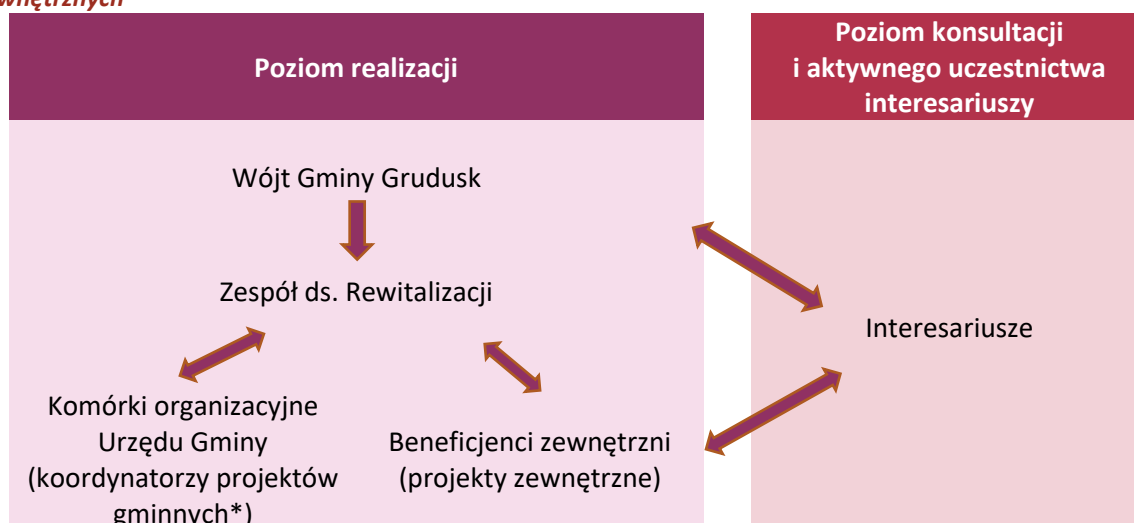 Poziom realizacji
Poziom konsultacji
i aktywnego uczestnictwa
interesariuszy
Wójt Gminy Grudusk
Zespół ds. Rewitalizacji
Interesariusze
Komórki organizacyjne
Urzędu Gminy
(koordynatorzy projektów
gminnych*)
Beneficjenci zewnętrzni
(projekty zewnętrzne)